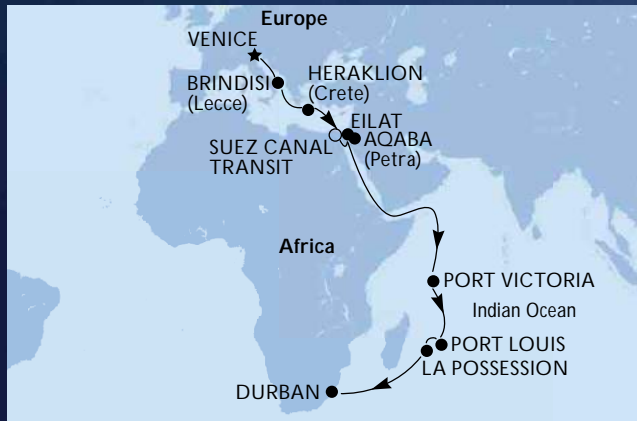 Europe
VENICE
BRINDISI
(Lecce)
HERAKLION
(Crete)
EILAT
AQABA
(Petra)
SUEZ CANAL
TRANSIT
Africa
PORT VICTORIA
Indian Ocean
PORT LOUIS
LA POSSESSION
DURBAN